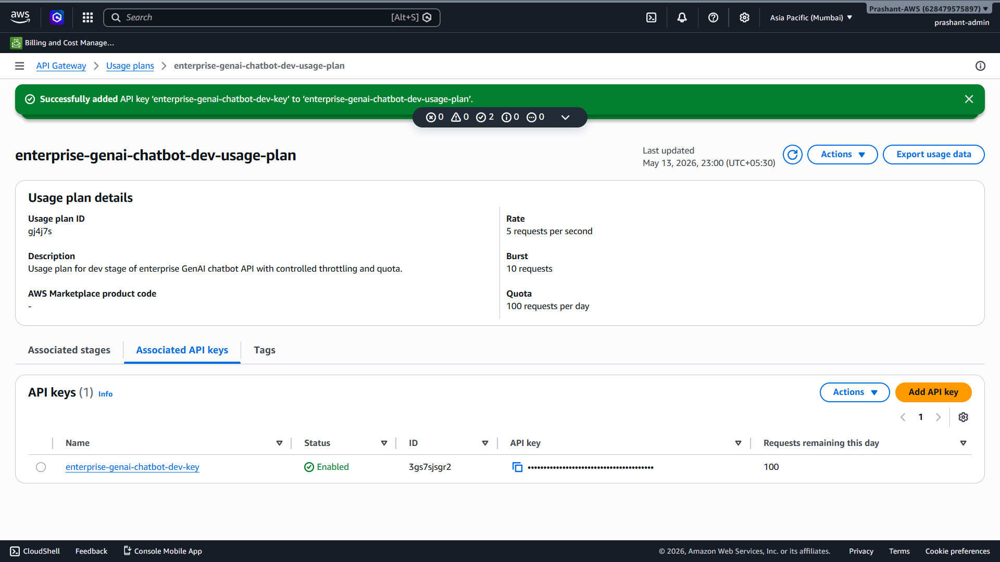 aws
Search [Alt+S]
Asia Pacific (Mumbai)
Prashant-AWS (628479575897)
prashant-admin
Billing and Cost Manage...
API Gateway
Usage plans
enterprise-genai-chatbot-dev-usage-plan
Successfully added API key ‘enterprise-genai-chatbot-dev-key’ to ‘enterprise-genai-chatbot-dev-usage-plan’.
0 0 2 0 0
enterprise-genai-chatbot-dev-usage-plan
Last updated
May 13, 2026, 23:00 (UTC+05:30)
Actions
Export usage data
Usage plan details
Usage plan ID
gj4j7s
Description
Usage plan for dev stage of enterprise GenAI chatbot API with controlled throttling and quota.
AWS Marketplace product code
-
Rate
5 requests per second
Burst
10 requests
Quota
100 requests per day
Associated stages
Associated API keys
Tags
API keys (1) Info
Actions
Add API key
1
Name Status ID API key Requests remaining this day
enterprise-genai-chatbot-dev-key Enabled 3gs7sjsgr2 •••••••••••••••••••••••••••••••••••••••• 100
CloudShell Feedback Console Mobile App
© 2026, Amazon Web Services, Inc. or its affiliates. Privacy Terms Cookie preferences